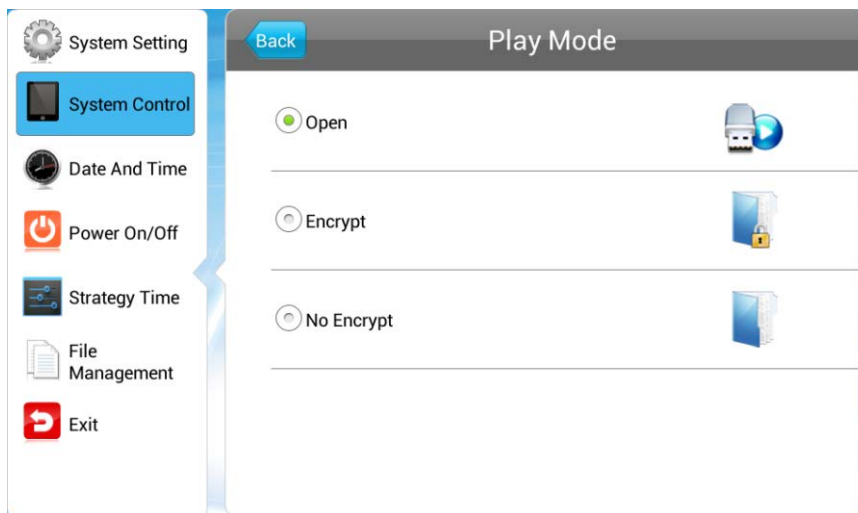 System Setting
System Control
Date And Time
Power On/Off
Strategy Time
File
Management
Exit
Back
Play Mode
Open
Encrypt
No Encrypt